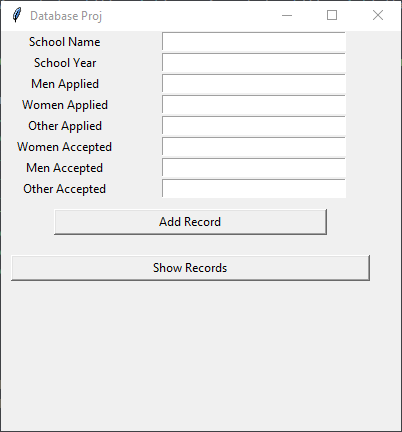 Database Proj
School Name
School Year
Men Applied
Women Applied
Other Applied
Women Accepted
Men Accepted
Other Accepted
Add Record
Show Records